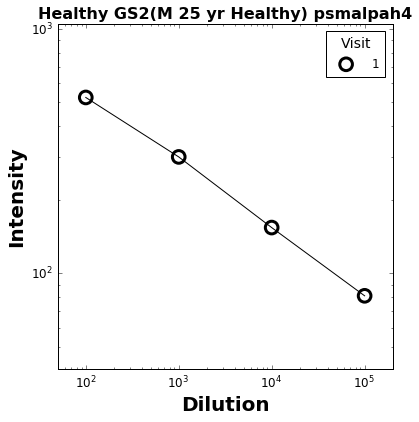 Healthy GS2(M 25 yr Healthy) psmalpah4
10³
Visit
1
Intensity
10²
10² 10³ 10⁴ 10⁵
Dilution